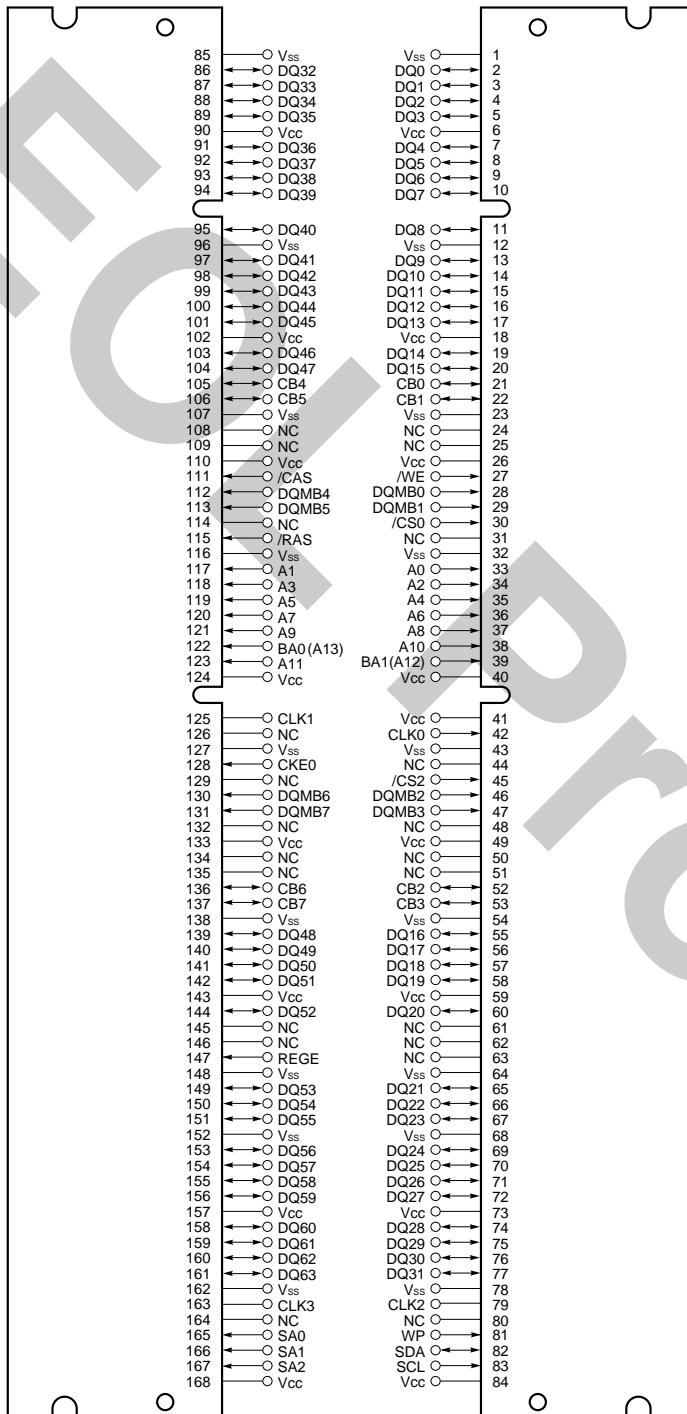 85 Vss Vss 1
86 DQ32 DQ0 2
87 DQ33 DQ1 3
88 DQ34 DQ2 4
89 DQ35 DQ3 5
90 Vcc Vcc 6
91 DQ36 DQ4 7
92 DQ37 DQ5 8
93 DQ38 DQ6 9
94 DQ39 DQ7 10
95 DQ40 DQ8 11
96 Vss Vss 12
97 DQ41 DQ9 13
98 DQ42 DQ10 14
99 DQ43 DQ11 15
100 DQ44 DQ12 16
101 DQ45 DQ13 17
102 Vcc Vcc 18
103 DQ46 DQ14 19
104 DQ47 DQ15 20
105 CB4 CB0 21
106 CB5 CB1 22
107 Vss Vss 23
108 NC NC 24
109 NC NC 25
110 Vcc Vcc 26
111 /CAS /WE 27
112 DQMB4 DQMB0 28
113 DQMB5 DQMB1 29
114 NC /CS0 30
115 /RAS NC 31
116 Vss Vss 32
117 A1 A0 33
118 A3 A2 34
119 A5 A4 35
120 A7 A6 36
121 A9 A8 37
122 BA0 (A13) A10 38
123 A11 BA1(A12) 39
124 Vcc Vcc 40
125 CLK1 Vcc 41
126 NC CLK0 42
127 Vss Vss 43
128 CKE0 NC 44
129 NC /CS2 45
130 DQMB6 DQMB2 46
131 DQMB7 DQMB3 47
132 NC NC 48
133 Vcc Vcc 49
134 NC NC 50
135 NC NC 51
136 CB6 CB2 52
137 CB7 CB3 53
138 Vss Vss 54
139 DQ48 DQ16 55
140 DQ49 DQ17 56
141 DQ50 DQ18 57
142 DQ51 DQ19 58
143 Vcc Vcc 59
144 DQ52 DQ20 60
145 NC NC 61
146 NC NC 62
147 REGE NC 63
148 Vss Vss 64
149 DQ53 DQ21 65
150 DQ54 DQ22 66
151 DQ55 DQ23 67
152 Vss Vss 68
153 DQ56 DQ24 69
154 DQ57 DQ25 70
155 DQ58 DQ26 71
156 DQ59 DQ27 72
157 Vcc Vcc 73
158 DQ60 DQ28 74
159 DQ61 DQ29 75
160 DQ62 DQ30 76
161 DQ63 DQ31 77
162 Vss Vss 78
163 CLK3 CLK2 79
164 NC NC 80
165 SA0 WP 81
166 SA1 SDA 82
167 SA2 SCL 83
168 Vcc Vcc 84
EOL Pro